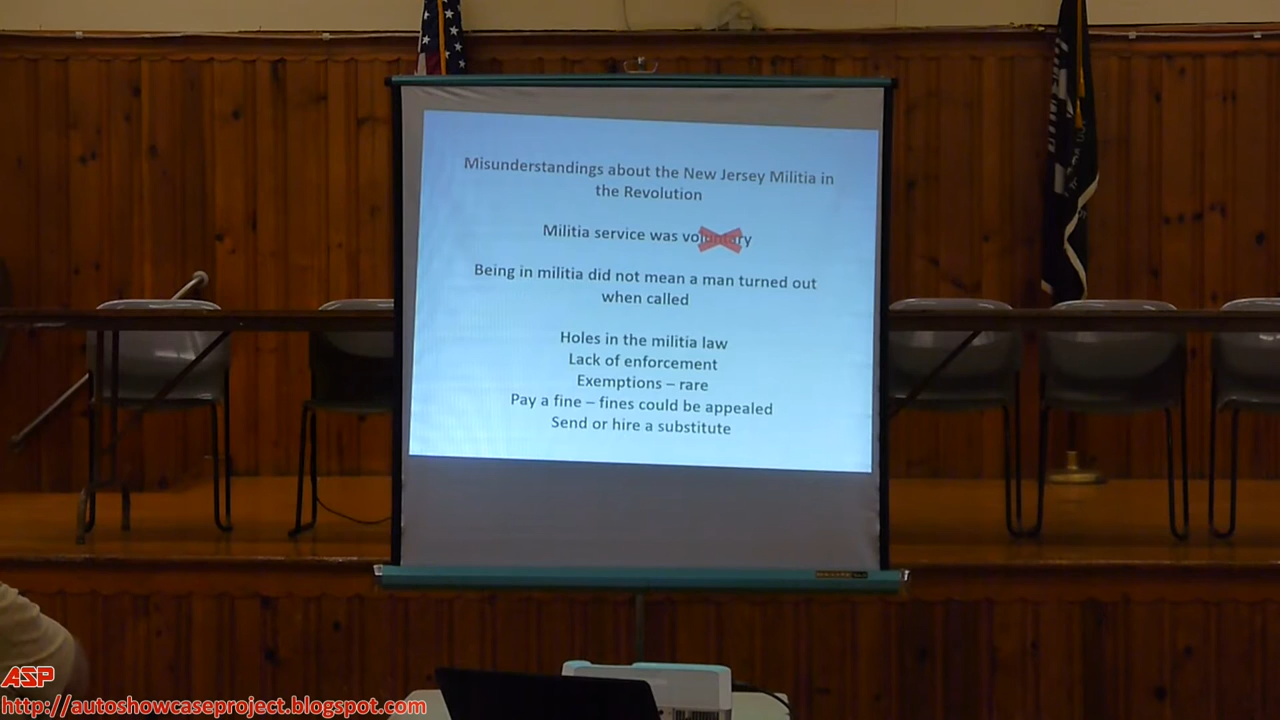 Misunderstandings about the New Jersey Militia in
the Revolution
Militia service was voluntary
Being in militia did not mean a man turned out
when called
Holes in the militia law
Lack of enforcement
Exemptions – rare
Pay a fine – fines could be appealed
Send or hire a substitute
ASP
http://autoshowcaseproject.blogspot.com